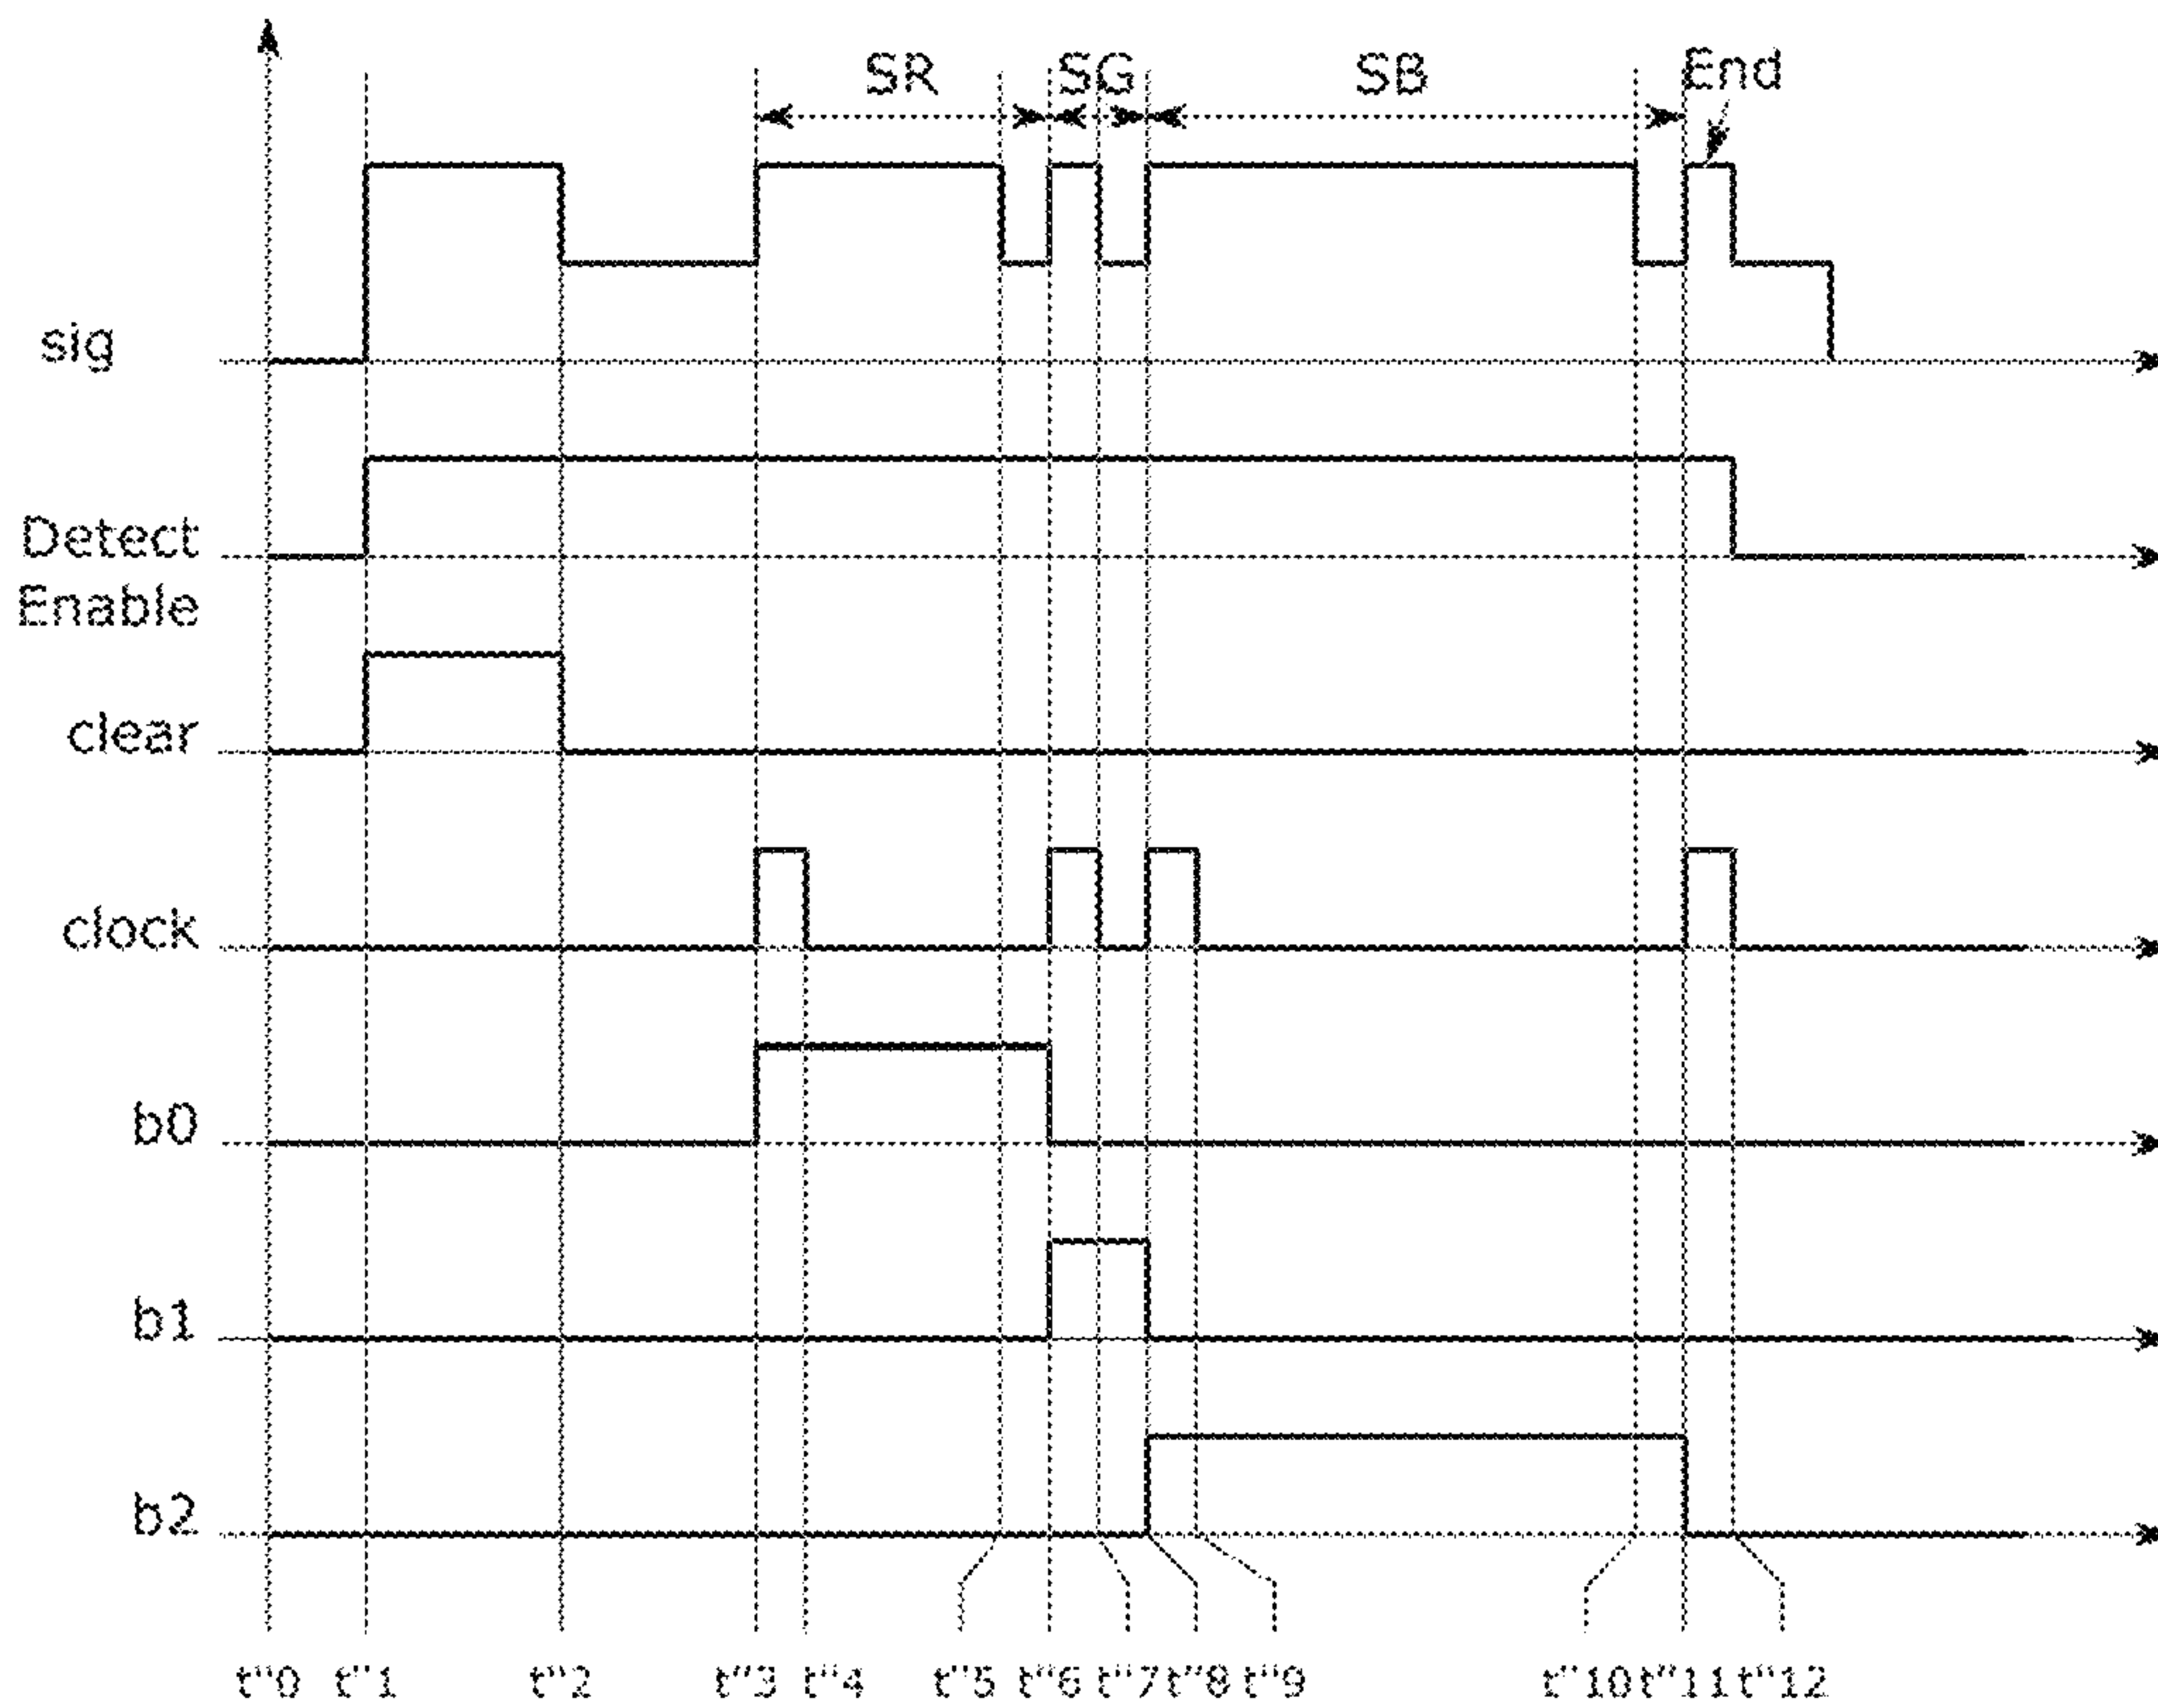 SR SG SB End
sig
Detect
Enable
clear
clock
b0
b1
b2
t"0 t"1 t"2 t"3 t"4 t"5 t"6 t"7 t"8 t"9 t"10 t"11 t"12